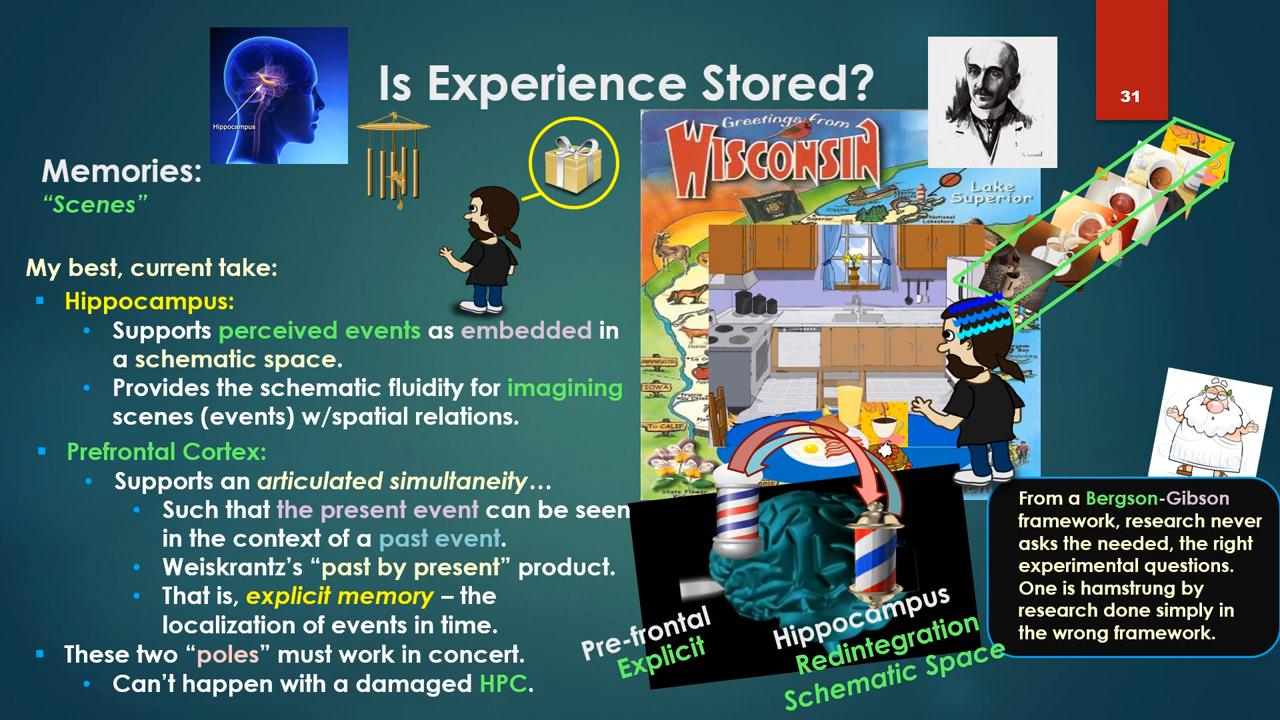 Is Experience Stored?
31
Hippocampus
Memories:
“Scenes”
My best, current take:
Hippocampus:
Supports perceived events as embedded in
a schematic space.
Provides the schematic fluidity for imagining
scenes (events) w/spatial relations.
Prefrontal Cortex:
Supports an articulated simultaneity…
Such that the present event can be seen
in the context of a past event.
Weiskrantz’s “past by present” product.
That is, explicit memory – the
localization of events in time.
These two “poles” must work in concert.
Can’t happen with a damaged HPC.
Greetings from
WISCONSIN
Lake
Superior
Superior
National
Lakeshore
IOWA
To CALIF
State Flower
Pre-frontal
Explicit
Hippocampus
Redintegration
Schematic Space
From a Bergson-Gibson
framework, research never
asks the needed, the right
experimental questions.
One is hamstrung by
research done simply in
the wrong framework.